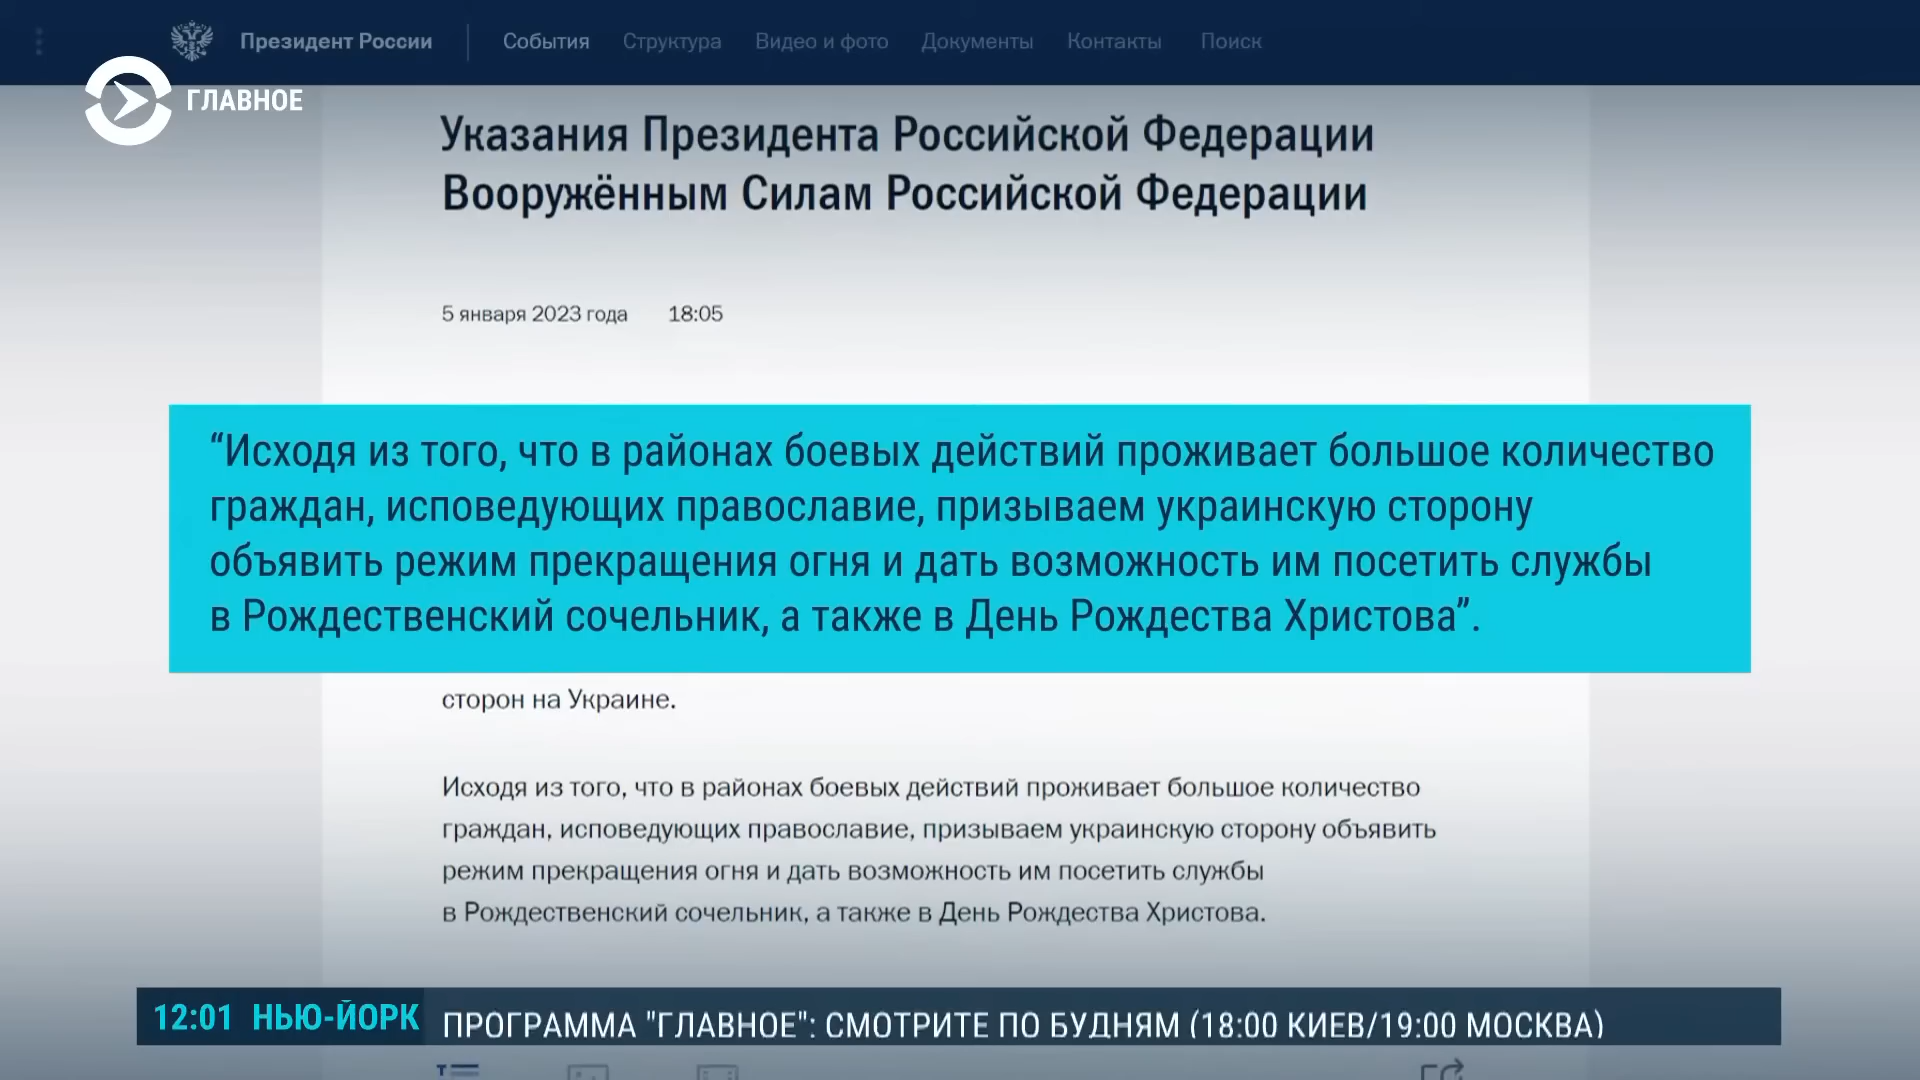 Президент России
События
Структура
Видео и фото
Документы
Контакты
Поиск
ГЛАВНОЕ
Указания Президента Российской Федерации
Вооружённым Силам Российской Федерации
5 января 2023 года
18:05
“Исходя из того, что в районах боевых действий проживает большое количество
граждан, исповедующих православие, призываем украинскую сторону
объявить режим прекращения огня и дать возможность им посетить службы
в Рождественский сочельник, а также в День Рождества Христова”.
сторон на Украине.
Исходя из того, что в районах боевых действий проживает большое количество
граждан, исповедующих православие, призываем украинскую сторону объявить
режим прекращения огня и дать возможность им посетить службы
в Рождественский сочельник, а также в День Рождества Христова.
12:01 НЬЮ-ЙОРК
ПРОГРАММА "ГЛАВНОЕ": СМОТРИТЕ ПО БУДНЯМ (18:00 КИЕВ/19:00 МОСКВА)